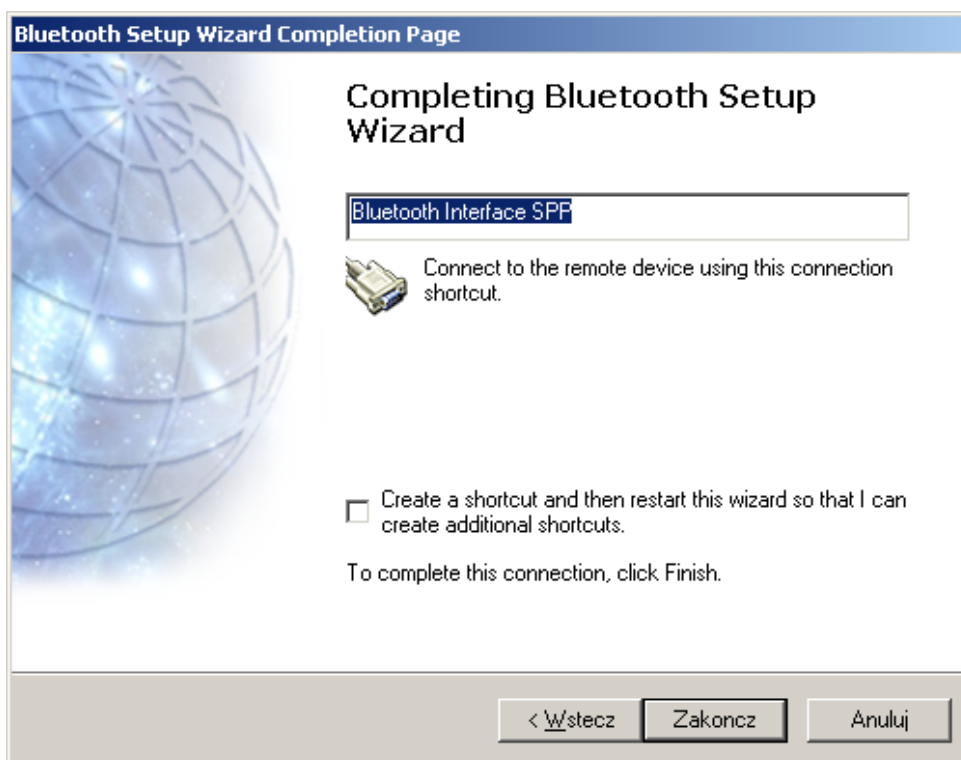 Bluetooth Setup Wizard Completion Page
Completing Bluetooth Setup
Wizard
Bluetooth Interface SPP
Connect to the remote device using this connection
shortcut.
Create a shortcut and then restart this wizard so that I can
create additional shortcuts.
To complete this connection, click Finish.
< Wstecz
Zakoncz
Anuluj